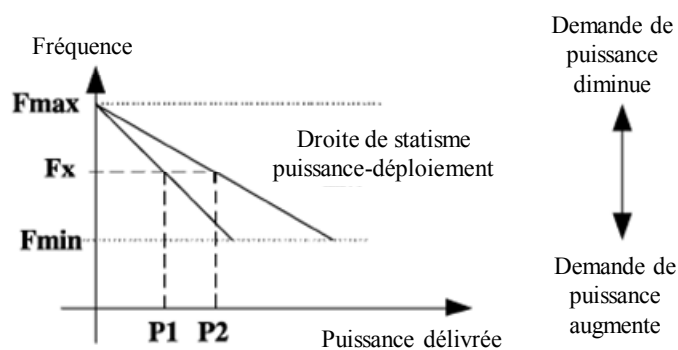 Fréquence
Fmax
Fx
Fmin
Droite de statisme
puissance-déploiement
P1 P2
Puissance délivrée
Demande de
puissance
diminue
Demande de
puissance
augmente